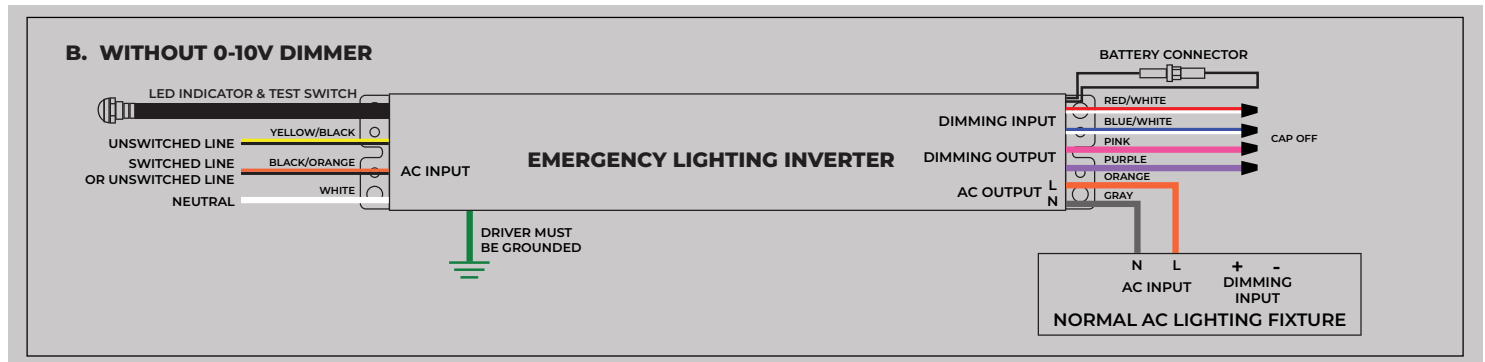 B. WITHOUT 0-10V DIMMER
BATTERY CONNECTOR
LED INDICATOR & TEST SWITCH
YELLOW/BLACK
UNSWITCHED LINE
SWITCHED LINE
OR UNSWITCHED LINE
BLACK/ORANGE
WHITE
NEUTRAL
AC INPUT
EMERGENCY LIGHTING INVERTER
DIMMING INPUT
DIMMING OUTPUT
AC OUTPUT
L
N
RED/WHITE
BLUE/WHITE
PINK
PURPLE
ORANGE
GRAY
CAP OFF
DRIVER MUST
BE GROUNDED
N L + -
AC INPUT
DIMMING
INPUT
NORMAL AC LIGHTING FIXTURE